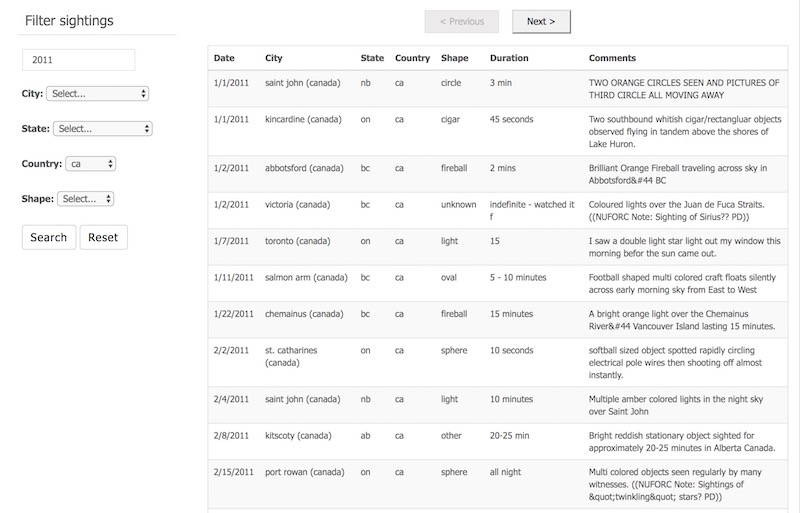 Filter sightings
2011
City: Select...
State: Select...
Country: ca
Shape: Select...
Search Reset
< Previous Next >
Date City State Country Shape Duration Comments
1/1/2011 saint john (canada) nb ca circle 3 min TWO ORANGE CIRCLES SEEN AND PICTURES OF
THIRD CIRCLE ALL MOVING AWAY
1/1/2011 kincardine (canada) on ca cigar 45 seconds Two southbound whitish cigar/rectangluar objects
observed flying in tandem above the shores of
Lake Huron.
1/2/2011 abbotsford (canada) bc ca fireball 2 mins Brilliant Orange Fireball traveling across sky in
Abbotsford&#44 BC
1/2/2011 victoria (canada) bc ca unknown indefinite - watched it Coloured lights over the Juan de Fuca Straits.
f ((NUFORC Note: Sighting of Sirius?? PD))
1/7/2011 toronto (canada) on ca light 15 I saw a double light star light out my window this
morning befor the sun came out.
1/11/2011 salmon arm (canada) bc ca oval 5 - 10 minutes Football shaped multi colored craft floats silently
across early morning sky from East to West
1/22/2011 chemainus (canada) bc ca fireball 15 minutes A bright orange light over the Chemainus
River&#44 Vancouver Island lasting 15 minutes.
2/2/2011 st. catharines on ca sphere 10 seconds softball sized object spotted rapidly circling
(canada) electrical pole wires then shooting off almost
instantly.
2/4/2011 saint john (canada) nb ca light 10 minutes Multiple amber colored lights in the night sky
over Saint John
2/8/2011 kitscoty (canada) ab ca other 20-25 min Bright reddish stationary object sighted for
approximately 20-25 minutes in Alberta Canada.
2/15/2011 port rowan (canada) on ca sphere all night Multi colored objects seen regularly by many
witnesses. ((NUFORC Note: Sightings of
&quot;twinkling&quot; stars? PD))